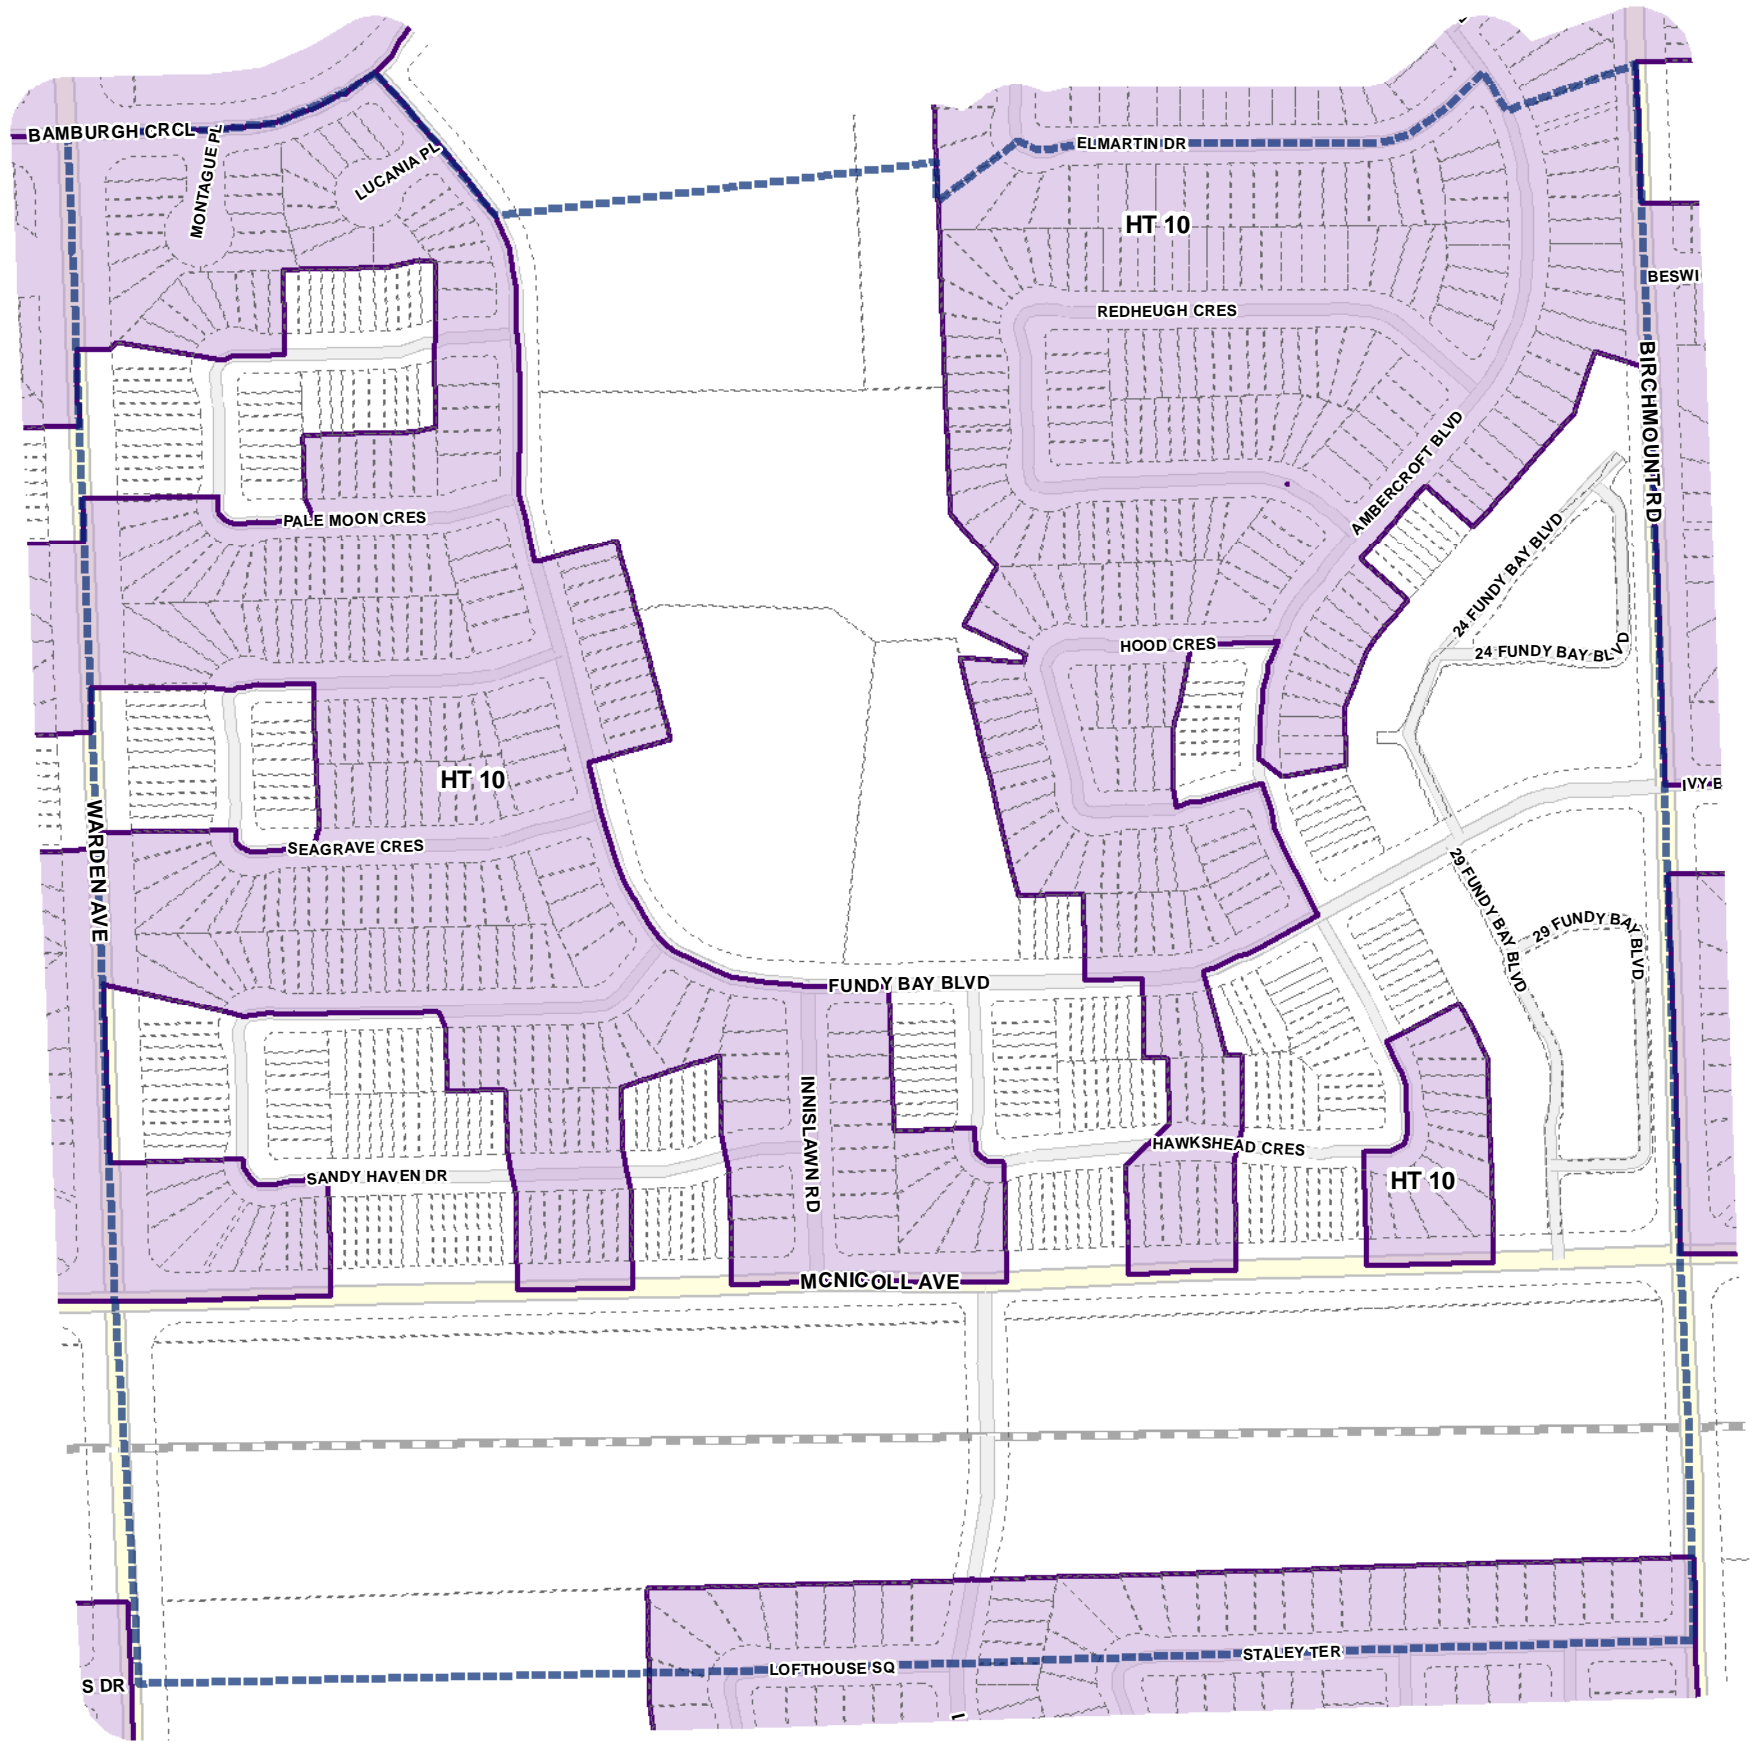 BAMBURGH CRCL
MONTAGUE PL
LUCANIA PL
ELMARTIN DR
HT 10
BESWI
REDHEUGH CRES
BIRCHMOUNT RD
AMBERCROFT BLVD
PALE MOON CRES
24 FUNDY BAY BLVD
24 FUNDY BAY BLVD
HOOD CRES
HT 10
IVY B
WARDEN AVE
SEAGRAVE CRES
29 FUNDY BAY BLVD
29 FUNDY BAY BLVD
FUNDY BAY BLVD
INNISLAWN RD
HAWKSHEAD CRES
SANDY HAVEN DR
HT 10
MCNICOLL AVE
STALEY TER
LOFTHOUSE SQ
S DR